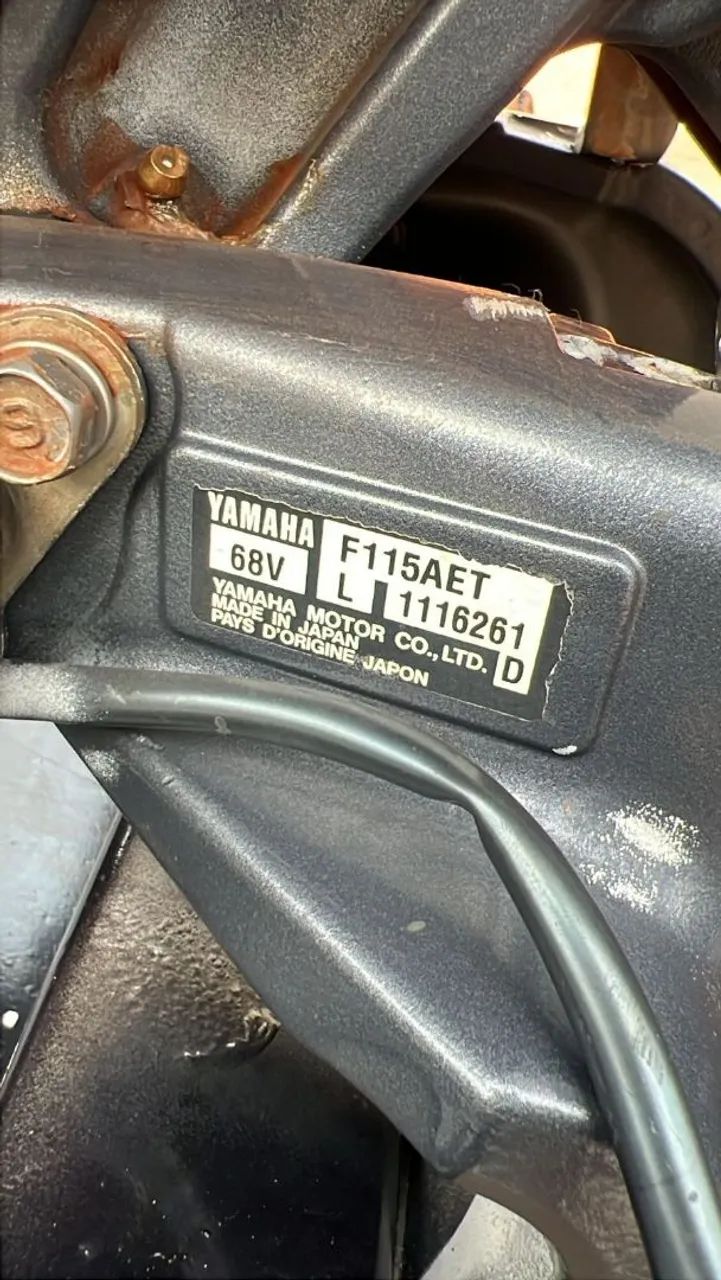 YAMAHA
F115AET
68V
L 1116261
YAMAHA MOTOR CO., LTD.
MADE IN JAPAN
PAYS D'ORIGINE JAPON
D